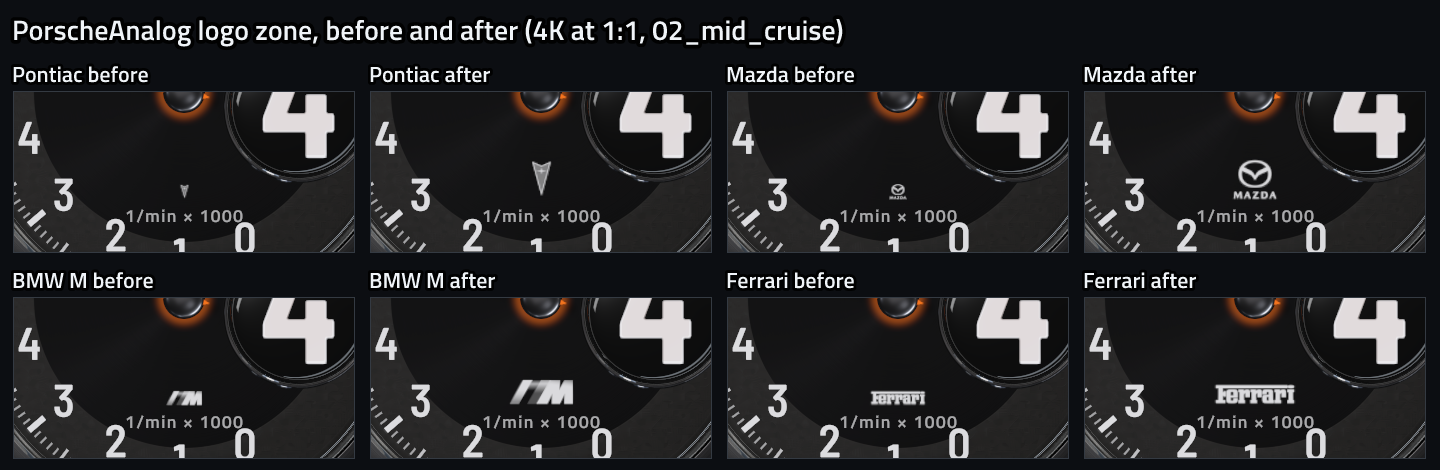 PorscheAnalog logo zone, before and after (4K at 1:1, 02_mid_cruise)
Pontiac before
Pontiac after
Mazda before
Mazda after
4
4
3
1/min × 1000
2
1
0
4
4
3
1/min × 1000
2
1
0
4
4
MAZDA
3
1/min × 1000
2
1
0
4
4
MAZDA
3
1/min × 1000
2
1
0
BMW M before
BMW M after
Ferrari before
Ferrari after
4
4
M
3
1/min × 1000
2
1
0
4
4
M
3
1/min × 1000
2
1
0
4
4
Ferrari
3
1/min × 1000
2
1
0
4
4
Ferrari
3
1/min × 1000
2
1
0